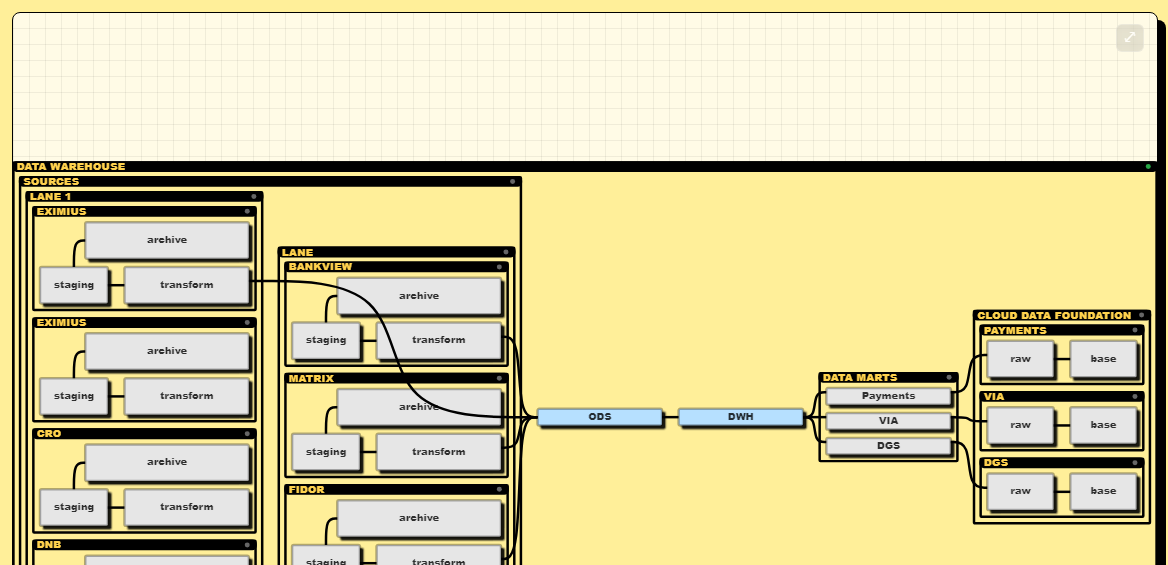 DATA WAREHOUSE
SOURCES
LANE 1
EXIMIUS
archive
staging
transform
EXIMIUS
archive
staging
transform
CRO
archive
staging
transform
DNB
LANE
BANKVIEW
archive
staging
transform
MATRIX
archive
staging
transform
FIDOR
archive
staging
transform
ODS
DWH
DATA MARTS
Payments
VIA
DGS
CLOUD DATA FOUNDATION
PAYMENTS
raw
base
VIA
raw
base
DGS
raw
base